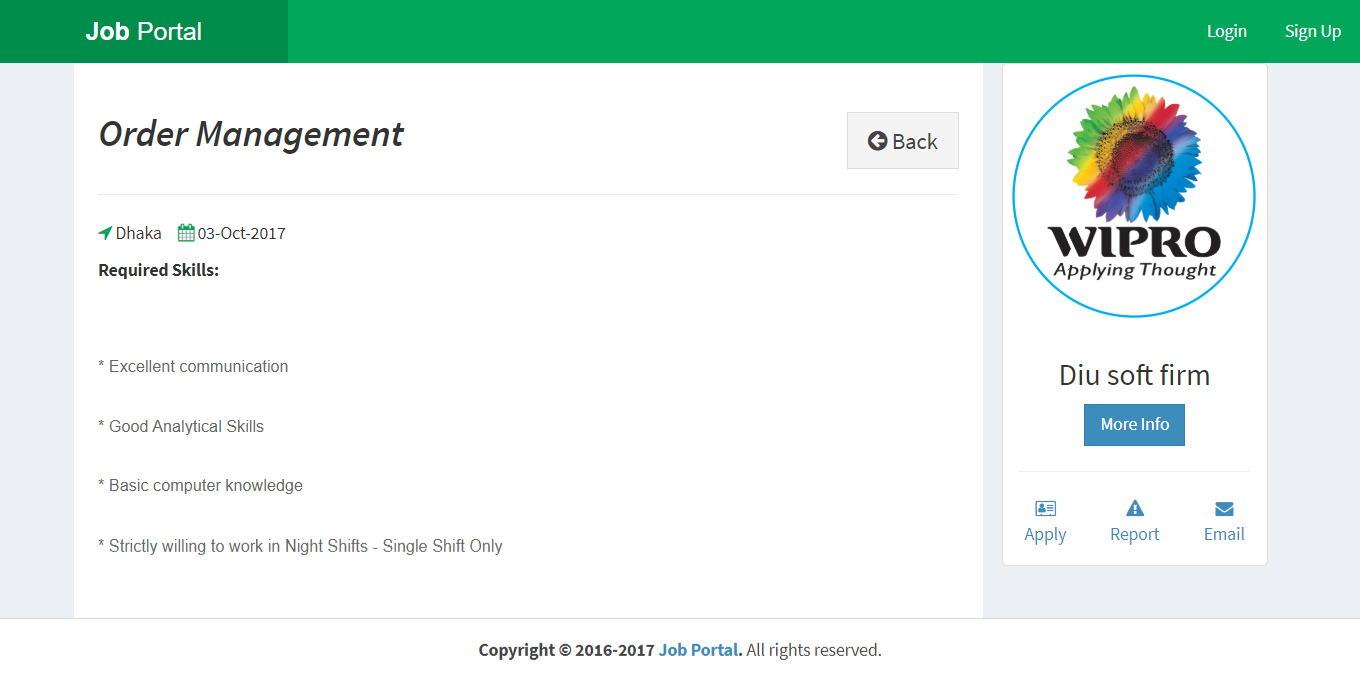 Job Portal
Login
Sign Up
Order Management
Back
Dhaka 03-Oct-2017
Required Skills:
* Excellent communication
* Good Analytical Skills
* Basic computer knowledge
* Strictly willing to work in Night Shifts - Single Shift Only
WIPRO
Applying Thought
Diu soft firm
More Info
Apply
Report
Email
Copyright © 2016-2017 Job Portal. All rights reserved.